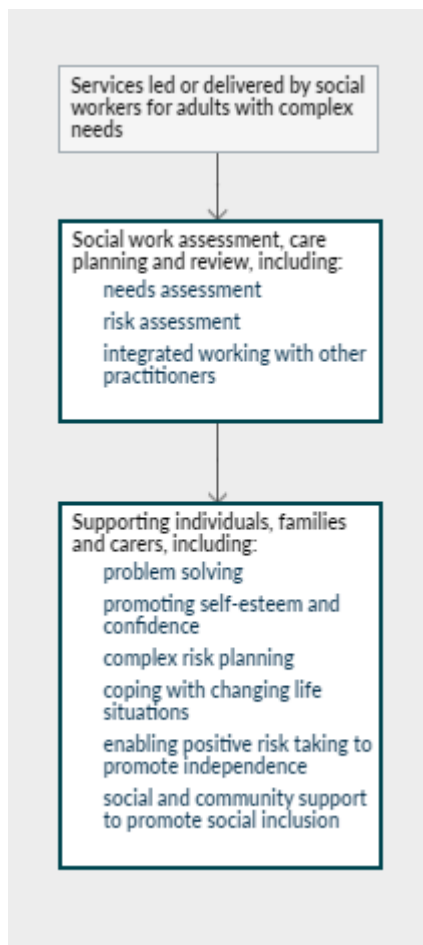 Services led or delivered by social
workers for adults with complex
needs
Social work assessment, care
planning and review, including:
needs assessment
risk assessment
integrated working with other
practitioners
Supporting individuals, families
and carers, including:
problem solving
promoting self-esteem and
confidence
complex risk planning
coping with changing life
situations
enabling positive risk taking to
promote independence
social and community support
to promote social inclusion